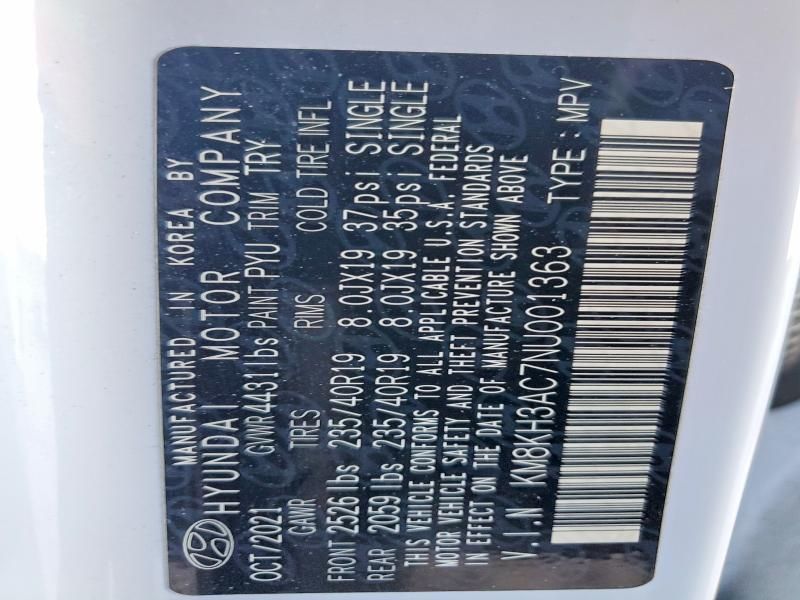 MANUFACTURED IN KOREA BY
HYUNDAI MOTOR COMPANY
OCT/2021 GVWR 4431 lbs PAINT PYU TRIM TRY
GAWR TIRES RIMS COLD TIRE INFL
FRONT 2526 lbs 235/40R19 8.0JX19 37psi SINGLE
REAR 2059 lbs 235/40R19 8.0JX19 35psi SINGLE
THIS VEHICLE CONFORMS TO ALL APPLICABLE U.S.A. FEDERAL
MOTOR VEHICLE SAFETY AND THEFT PREVENTION STANDARDS
IN EFFECT ON THE DATE OF MANUFACTURE SHOWN ABOVE
V.I.N. KM8KH3AC7NU001363 TYPE : MPV